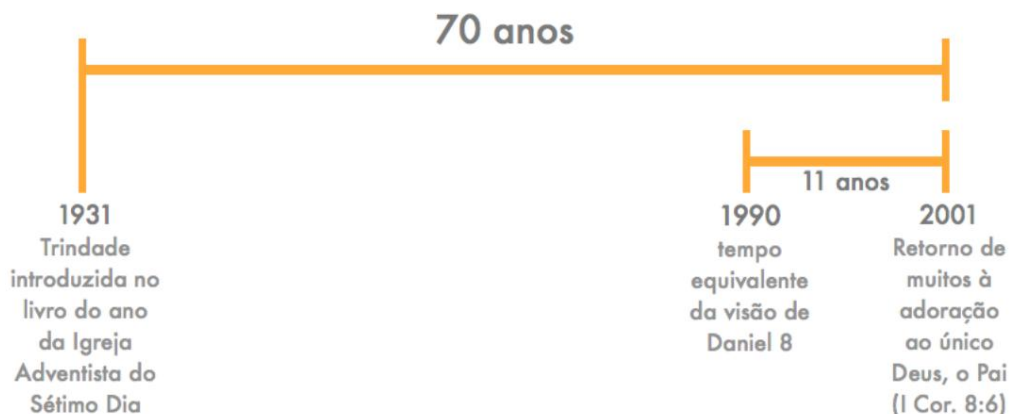 70 anos
11 anos
1931
Trindade
introduzida no
livro do ano
da Igreja
Adventista do
Sétimo Dia
1990
tempo
equivalente
da visão de
Daniel 8
2001
Retorno de
muitos à
adoração
ao único
Deus, o Pai
(I Cor. 8:6)